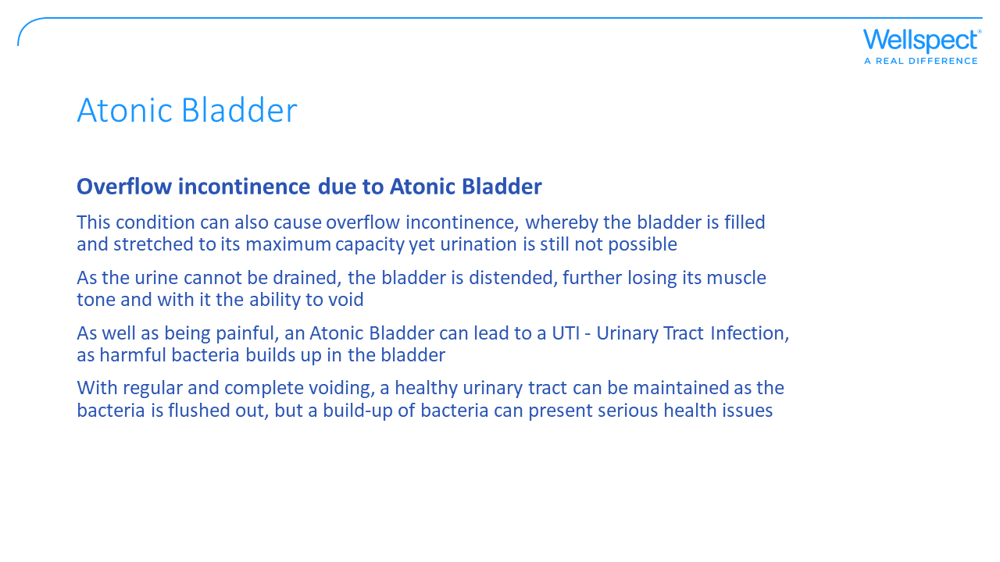 Wellspect®
A REAL DIFFERENCE
Atonic Bladder
Overflow incontinence due to Atonic Bladder
This condition can also cause overflow incontinence, whereby the bladder is filled
and stretched to its maximum capacity yet urination is still not possible
As the urine cannot be drained, the bladder is distended, further losing its muscle
tone and with it the ability to void
As well as being painful, an Atonic Bladder can lead to a UTI - Urinary Tract Infection,
as harmful bacteria builds up in the bladder
With regular and complete voiding, a healthy urinary tract can be maintained as the
bacteria is flushed out, but a build-up of bacteria can present serious health issues